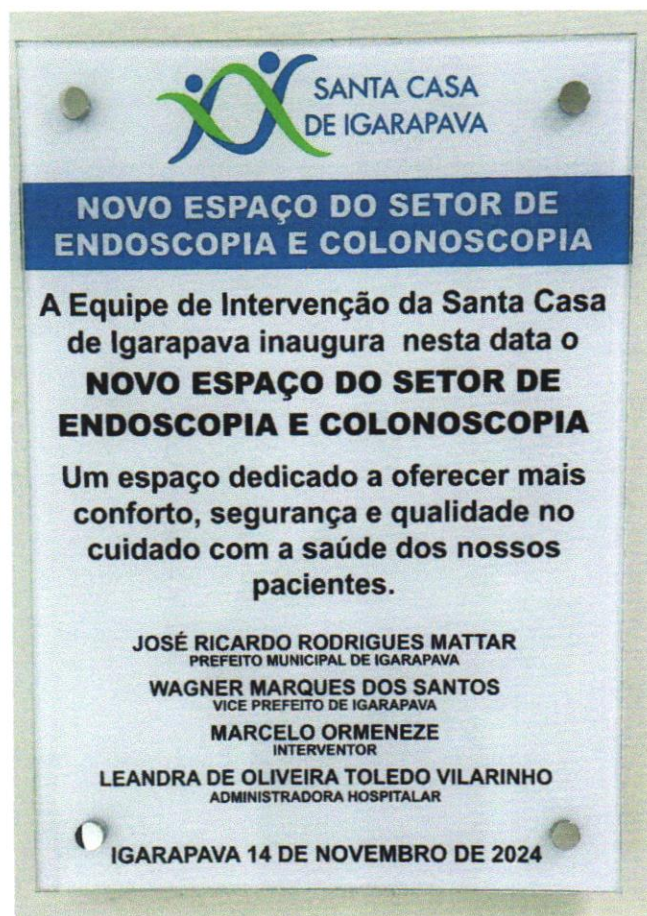 SANTA CASA
DE IGARAPAVA
NOVO ESPAÇO DO SETOR DE
ENDOSCOPIA E COLONOSCOPIA
A Equipe de Intervenção da Santa Casa
de Igarapava inaugura nesta data o
NOVO ESPAÇO DO SETOR DE
ENDOSCOPIA E COLONOSCOPIA
Um espaço dedicado a oferecer mais
conforto, segurança e qualidade no
cuidado com a saúde dos nossos
pacientes.
JOSÉ RICARDO RODRIGUES MATTAR
PREFEITO MUNICIPAL DE IGARAPAVA
WAGNER MARQUES DOS SANTOS
VICE PREFEITO DE IGARAPAVA
MARCELO ORMENEZE
INTERVENTOR
LEANDRA DE OLIVEIRA TOLEDO VILARINHO
ADMINISTRADORA HOSPITALAR
IGARAPAVA 14 DE NOVEMBRO DE 2024